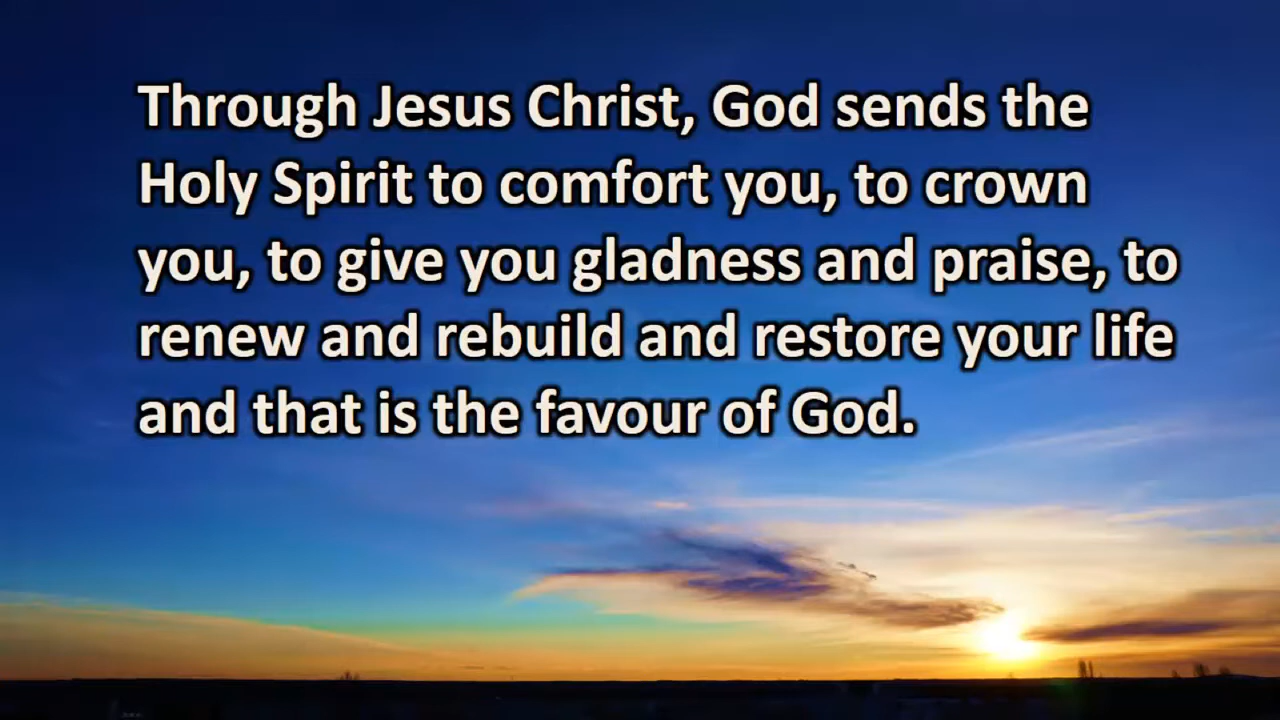 Through Jesus Christ, God sends the
Holy Spirit to comfort you, to crown
you, to give you gladness and praise, to
renew and rebuild and restore your life
and that is the favour of God.